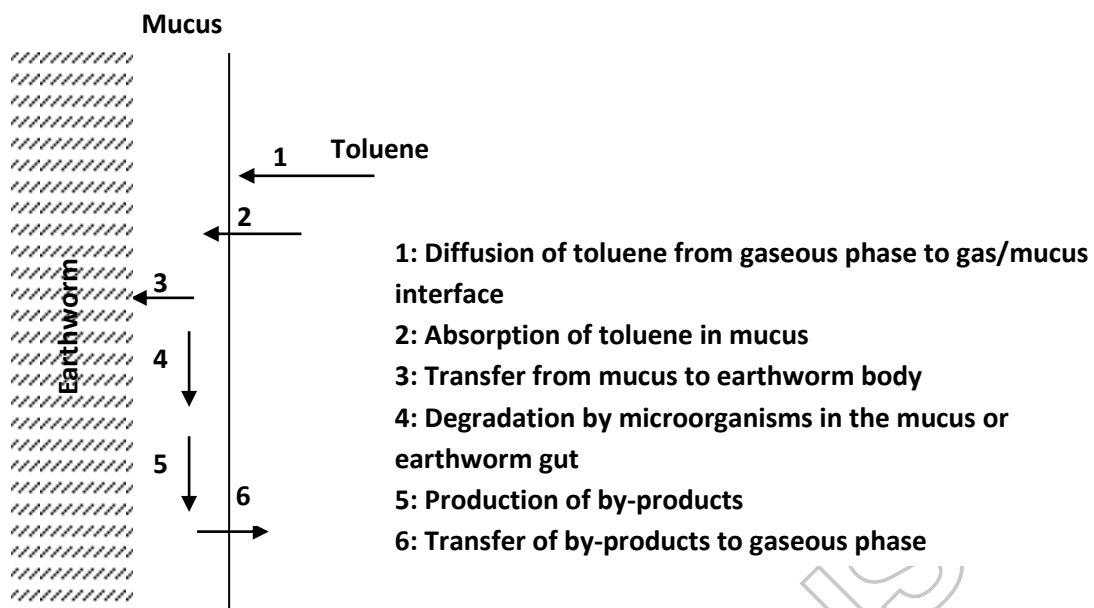 Mucus
Toluene
1
2
3
4
5
6
Earthworm
1: Diffusion of toluene from gaseous phase to gas/mucus
interface
2: Absorption of toluene in mucus
3: Transfer from mucus to earthworm body
4: Degradation by microorganisms in the mucus or
earthworm gut
5: Production of by-products
6: Transfer of by-products to gaseous phase